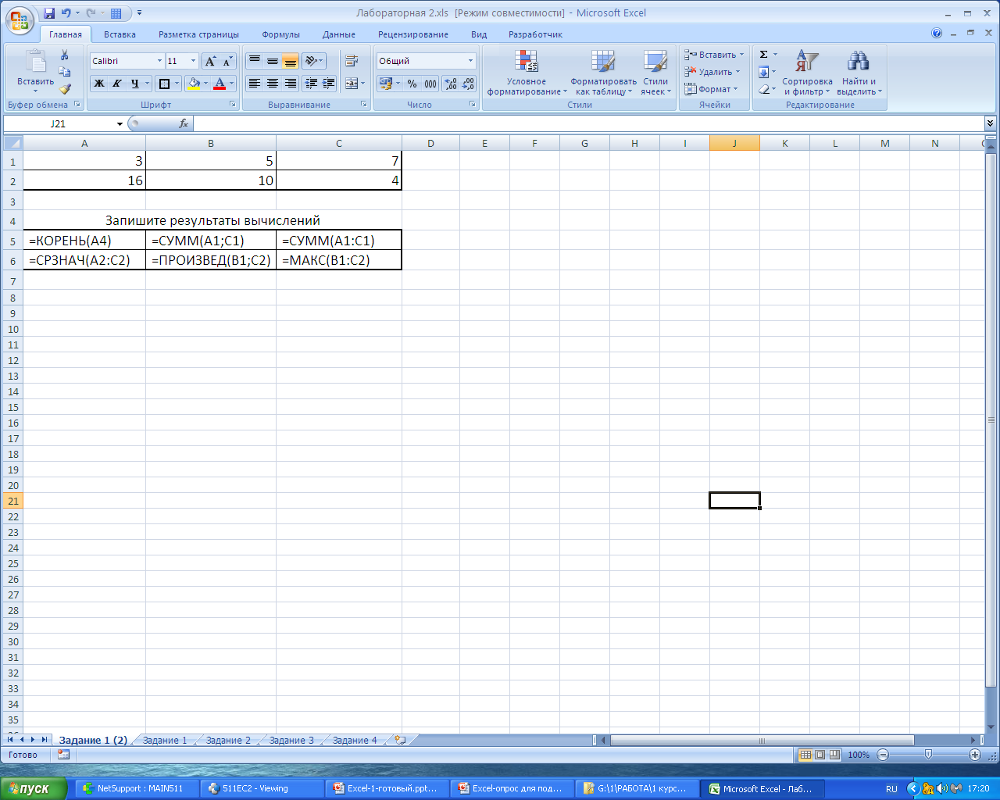 Лабораторная 2.xls [Режим совместимости] - Microsoft Excel
Главная Вставка Разметка страницы Формулы Данные Рецензирование Вид Разработчик
Вставить
Буфер обмена
Calibri 11
Ж К Ч
Шрифт
Выравнивание
Общий
% 000
Число
Условное форматирование
Форматировать как таблицу
Стили ячеек
Стили
Вставить
Удалить
Формат
Ячейки
Σ
Сортировка и фильтр
Найти и выделить
Редактирование
J21 fx
A B C D E F G H I J K L M N
1 3 5 7
2 16 10 4
3
4 Запишите результаты вычислений
5 =КОРЕНЬ(A4) =СУММ(A1;C1) =СУММ(A1:C1)
6 =СРЗНАЧ(A2:C2) =ПРОИЗВЕД(B1;C2) =МАКС(B1:C2)
7
8
9
10
11
12
13
14
15
16
17
18
19
20
21
22
23
24
25
26
27
28
29
30
31
32
33
34
35
Задание 1 (2) Задание 1 Задание 2 Задание 3 Задание 4
Готово 100%
пуск NetSupport : MAIN511 511EC2 - Viewing Excel-1-готовый.ppt... Excel-опрос для под... G:\1\РАБОТА\1 курс... Microsoft Excel - Лаб... RU 17:20